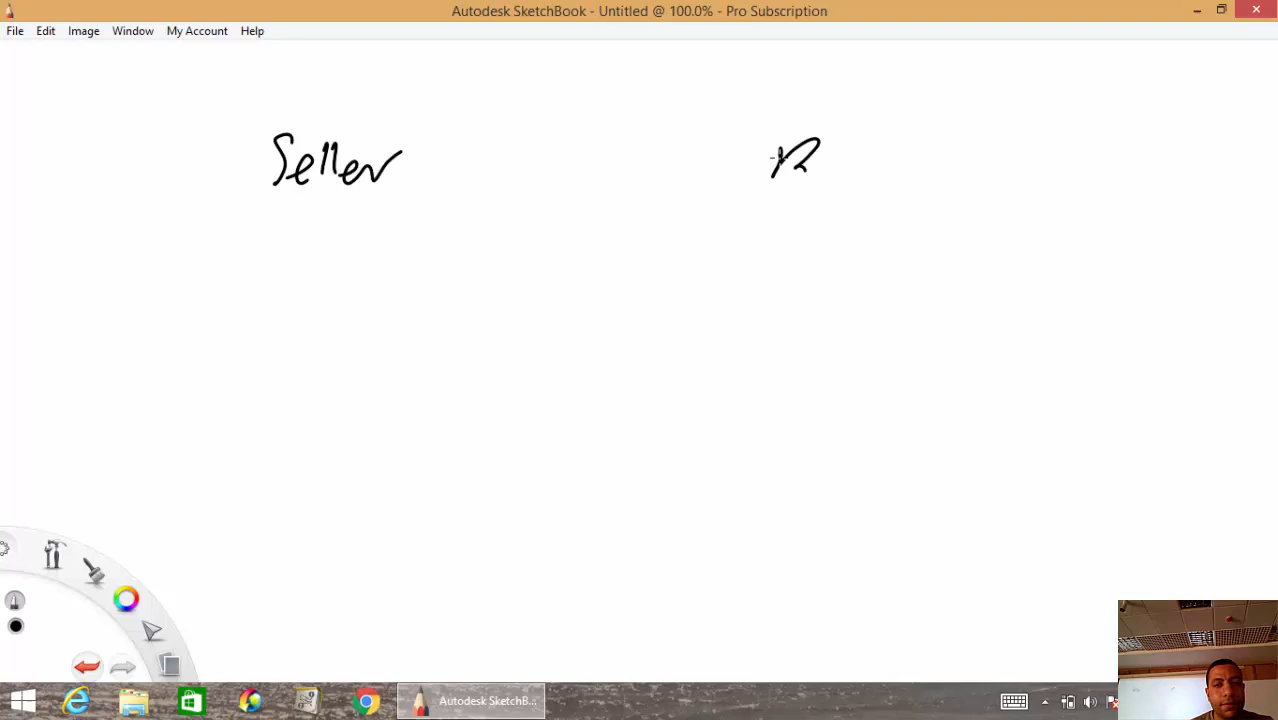 Autodesk SketchBook - Untitled @ 100.0% - Pro Subscription
File Edit Image Window My Account Help
Seller
Autodesk SketchB...